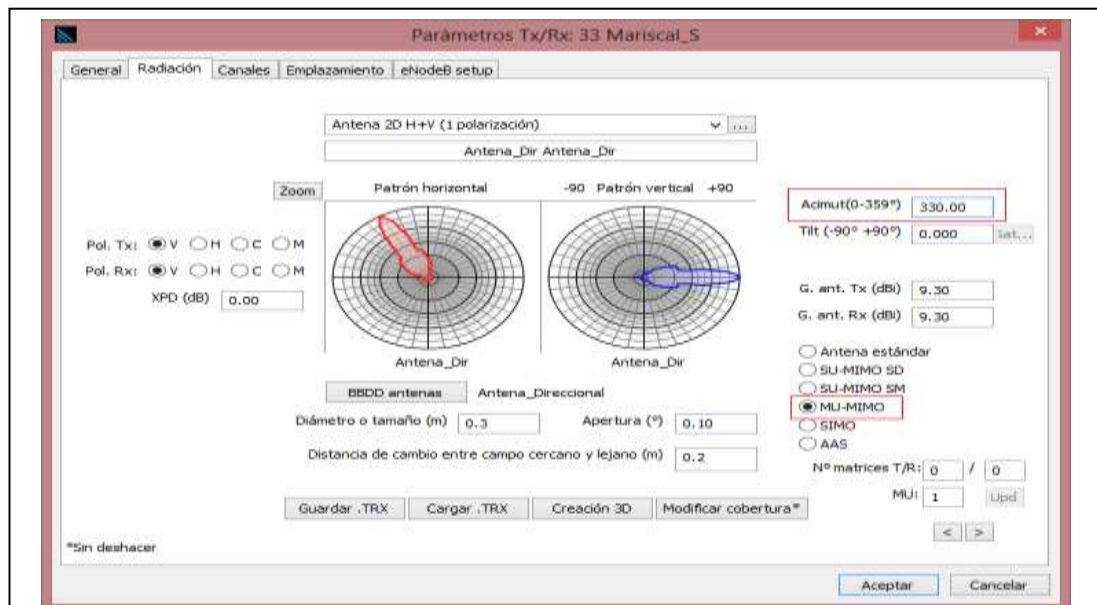 Parámetros Tx/Rx: 33 Mariscal_S
General Radiación Canales Emplazamiento eNodeB setup
Antena 2D H+V (1 polarización) ...
Antena_Dir Antena_Dir
Zoom Patrón horizontal -90 Patrón vertical +90
Acimut(0-359º) 330.00
Tilt (-90º +90º) 0.000 Set...
Pol. Tx: V H C M
Pol. Rx: V H C M
XPD (dB) 0.00
G. ant. Tx (dBi) 9.30
G. ant. Rx (dBi) 9.30
Antena_Dir Antena_Dir
Antena estándar
SU-MIMO SD
SU-MIMO SM
MU-MIMO
SIMO
AAS
BBDD antenas Antena_Direccional
Diámetro o tamaño (m) 0.3 Apertura (º) 0.10
Distancia de cambio entre campo cercano y lejano (m) 0.2
Nº matrices T/R: 0 / 0
MU: 1 Upd
Guardar .TRX Cargar .TRX Creación 3D Modificar cobertura*
< >
*Sin deshacer
Aceptar Cancelar